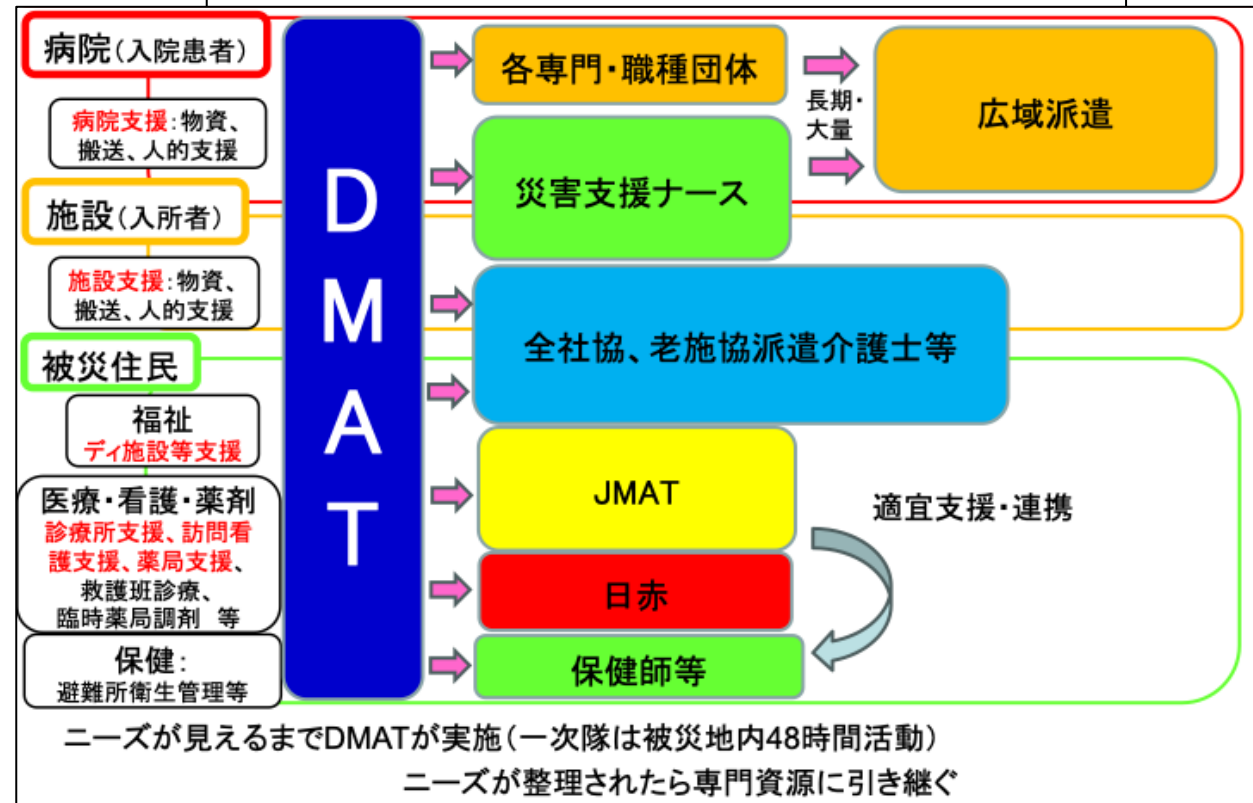 病院(入院患者)
病院支援:物資、
搬送、人的支援
施設(入所者)
施設支援:物資、
搬送、人的支援
被災住民
福祉
ディ施設等支援
医療・看護・薬剤
診療所支援、訪問看
護支援、薬局支援、
救護班診療、
臨時薬局調剤 等
保健:
避難所衛生管理等
DMAT
各専門・職種団体
災害支援ナース
長期・
大量
広域派遣
全社協、老施協派遣介護士等
JMAT
日赤
保健師等
適宜支援・連携
ニーズが見えるまでDMATが実施(一次隊は被災地内48時間活動)
ニーズが整理されたら専門資源に引き継ぐ